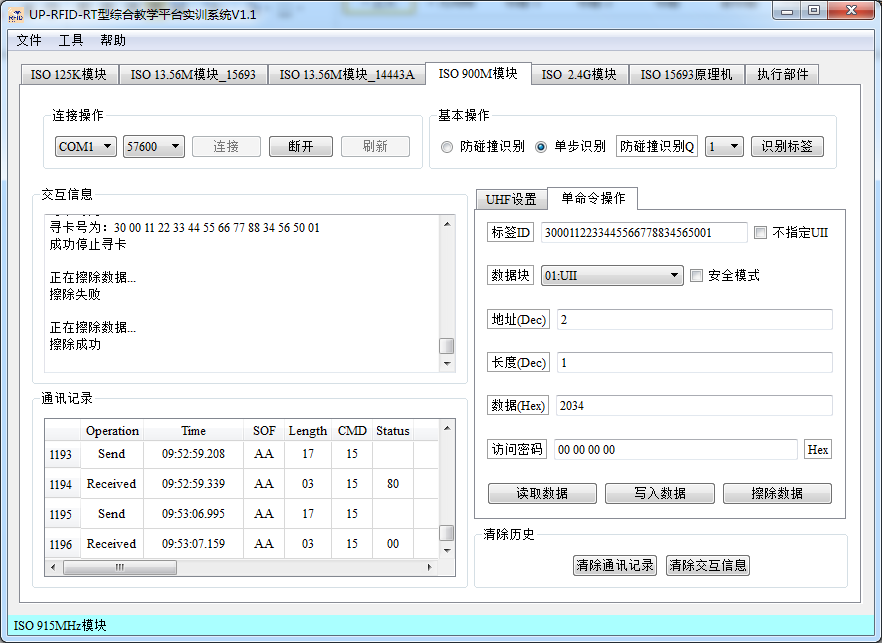 UP-RFID-RT型综合教学平台实训系统V1.1
文件 工具 帮助
ISO 125K模块 ISO 13.56M模块_15693 ISO 13.56M模块_14443A ISO 900M模块 ISO 2.4G模块 ISO 15693原理机 执行部件
连接操作
COM1 57600 连接 断开 刷新
基本操作
防碰撞识别 单步识别 防碰撞识别Q 1 识别标签
交互信息
寻卡号为：30 00 11 22 33 44 55 66 77 88 34 56 50 01
成功停止寻卡
正在擦除数据...
擦除失败
正在擦除数据...
擦除成功
通讯记录
Operation Time SOF Length CMD Status
1193 Send 09:52:59.208 AA 17 15
1194 Received 09:52:59.339 AA 03 15 80
1195 Send 09:53:06.995 AA 17 15
1196 Received 09:53:07.159 AA 03 15 00
UHF设置 单命令操作
标签ID 3000112233445566778834565001 不指定UII
数据块 01:UII 安全模式
地址(Dec) 2
长度(Dec) 1
数据(Hex) 2034
访问密码 00 00 00 00 Hex
读取数据 写入数据 擦除数据
清除历史
清除通讯记录 清除交互信息
ISO 915MHz模块